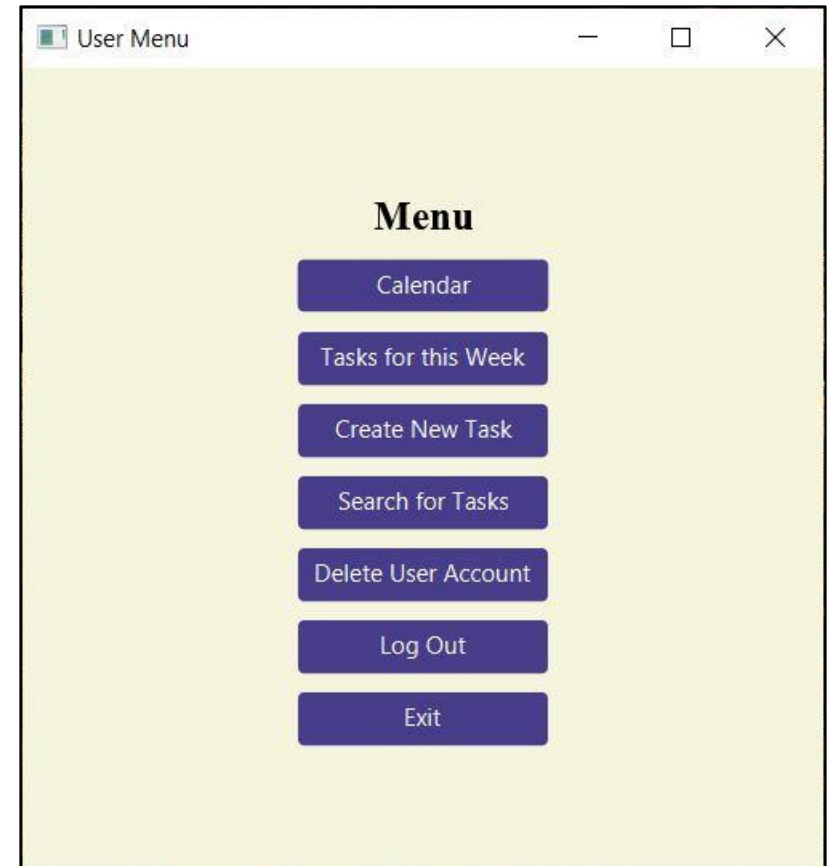 User Menu
Menu
Calendar
Tasks for this Week
Create New Task
Search for Tasks
Delete User Account
Log Out
Exit